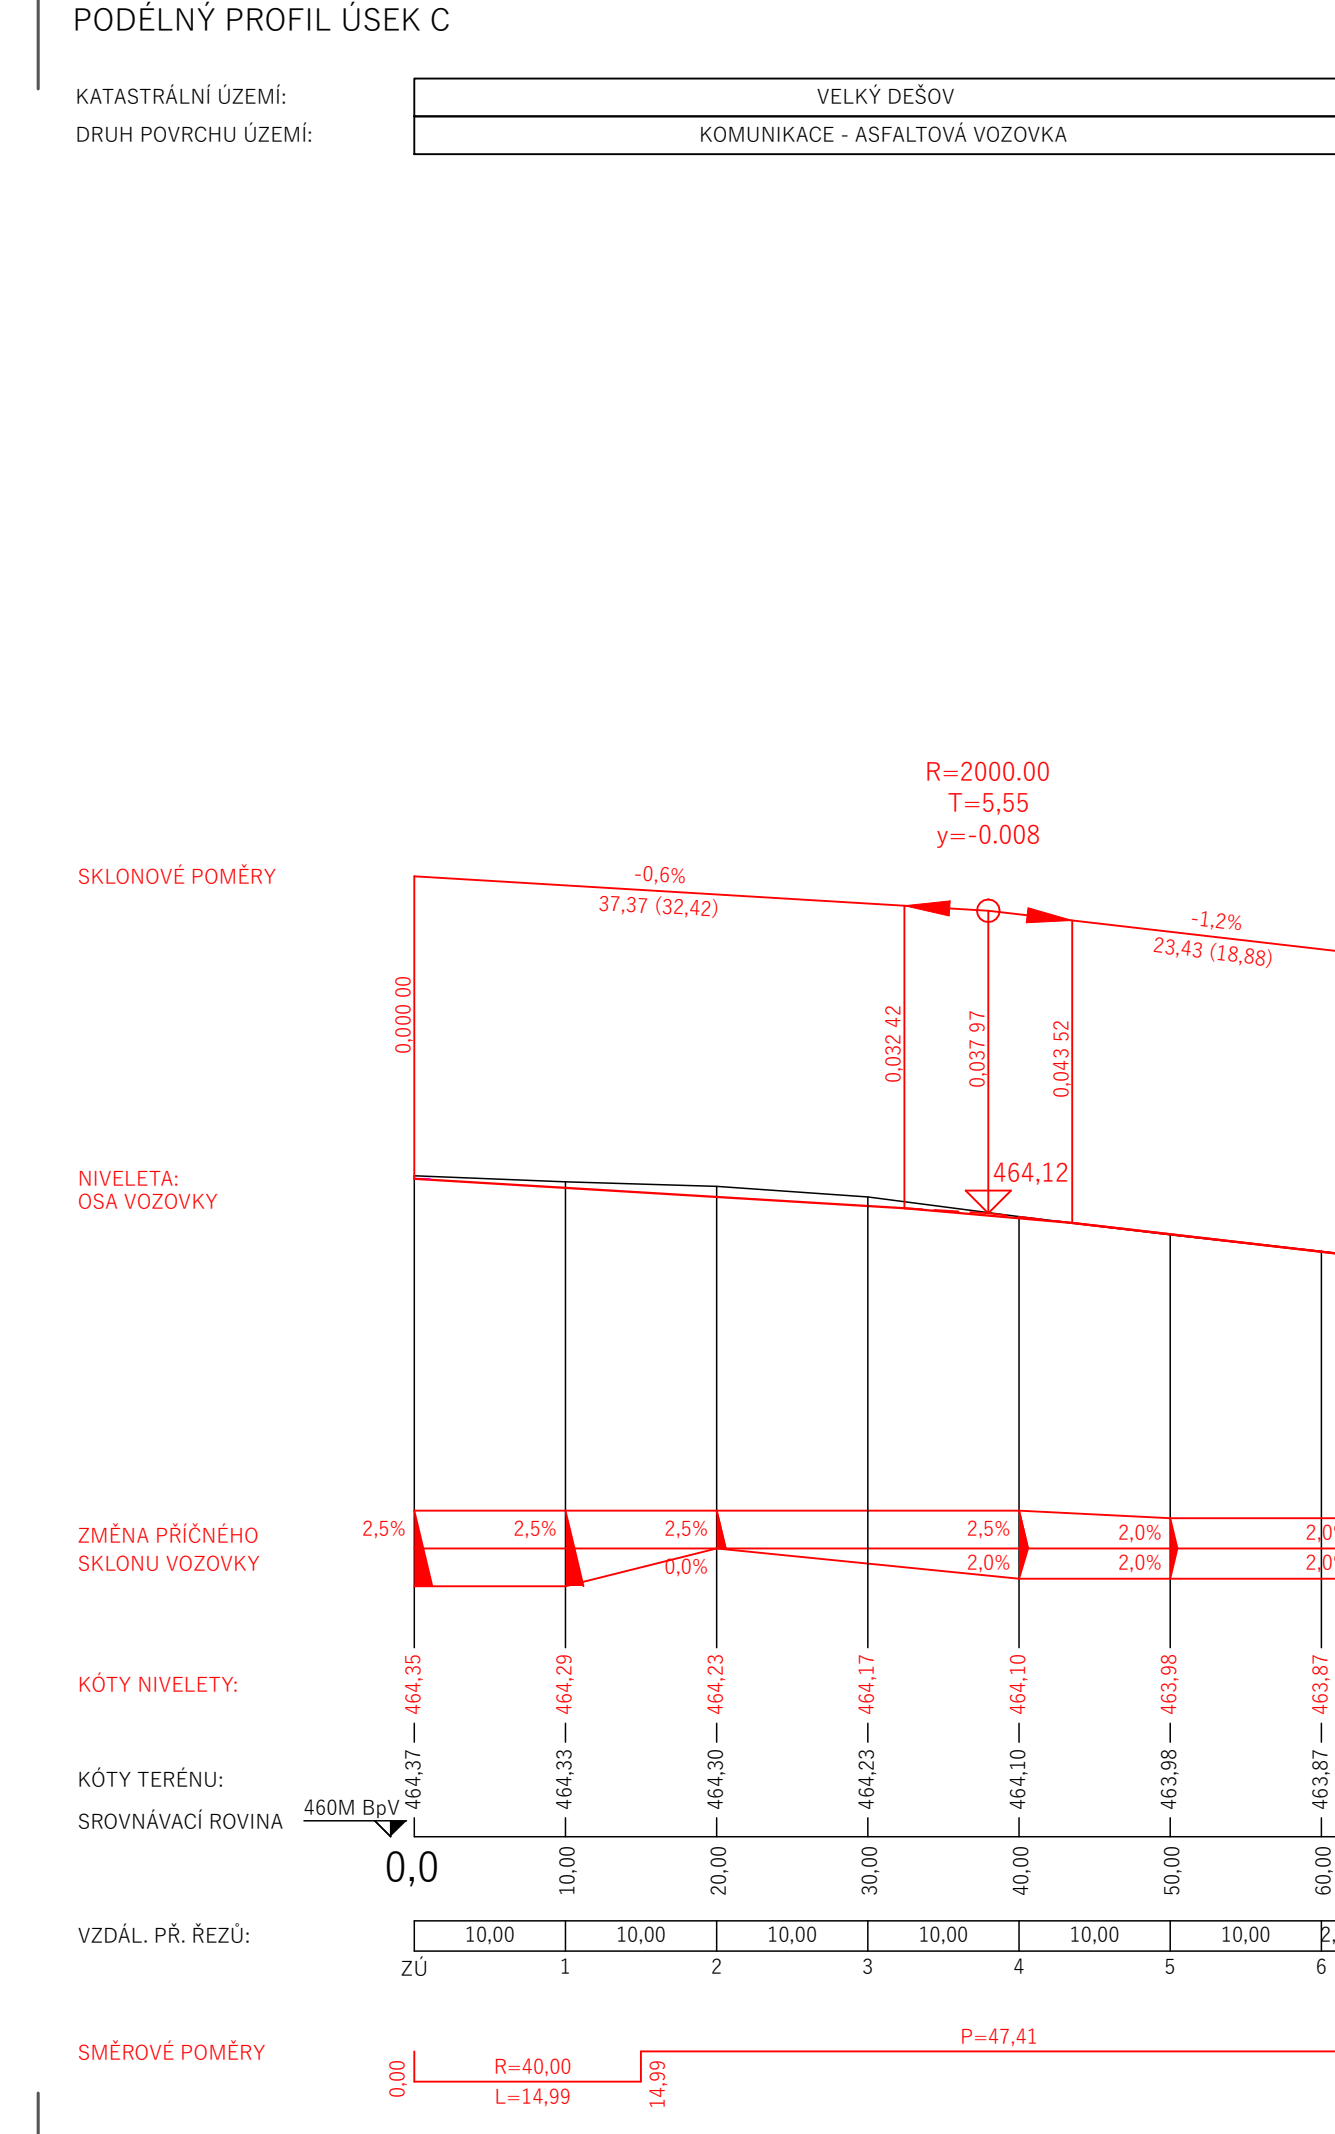 PODÉLNÝ PROFIL ÚSEK C
KATASTRÁLNÍ ÚZEMÍ:
VELKÝ DEŠOV
DRUH POVRCHU ÚZEMÍ:
KOMUNIKACE - ASFALTOVÁ VOZOVKA
R=2000.00
T=5,55
y=-0.008
SKLONOVÉ POMĚRY
-0,6%
37,37 (32,42)
-1,2%
23,43 (18,88)
0,000 00
0,032 42
0,037 97
0,043 52
464,12
NIVELETA:
OSA VOZOVKY
ZMĚNA PŘÍČNÉHO
SKLONU VOZOVKY
2,5%
2,5%
2,5%
2,5%
2,0%
0,0%
2,0%
2,0%
KÓTY NIVELETY:
464,35
464,29
464,23
464,17
464,10
463,98
463,87
KÓTY TERÉNU:
464,37
464,33
464,30
464,23
464,10
463,98
463,87
SROVNÁVACÍ ROVINA
460M BpV
0,0
10,00
20,00
30,00
40,00
50,00
60,00
VZDÁL. PŘ. ŘEZŮ:
10,00
10,00
10,00
10,00
10,00
10,00
ZÚ
1
2
3
4
5
6
SMĚROVÉ POMĚRY
0,00
R=40,00
L=14,99
14,99
P=47,41